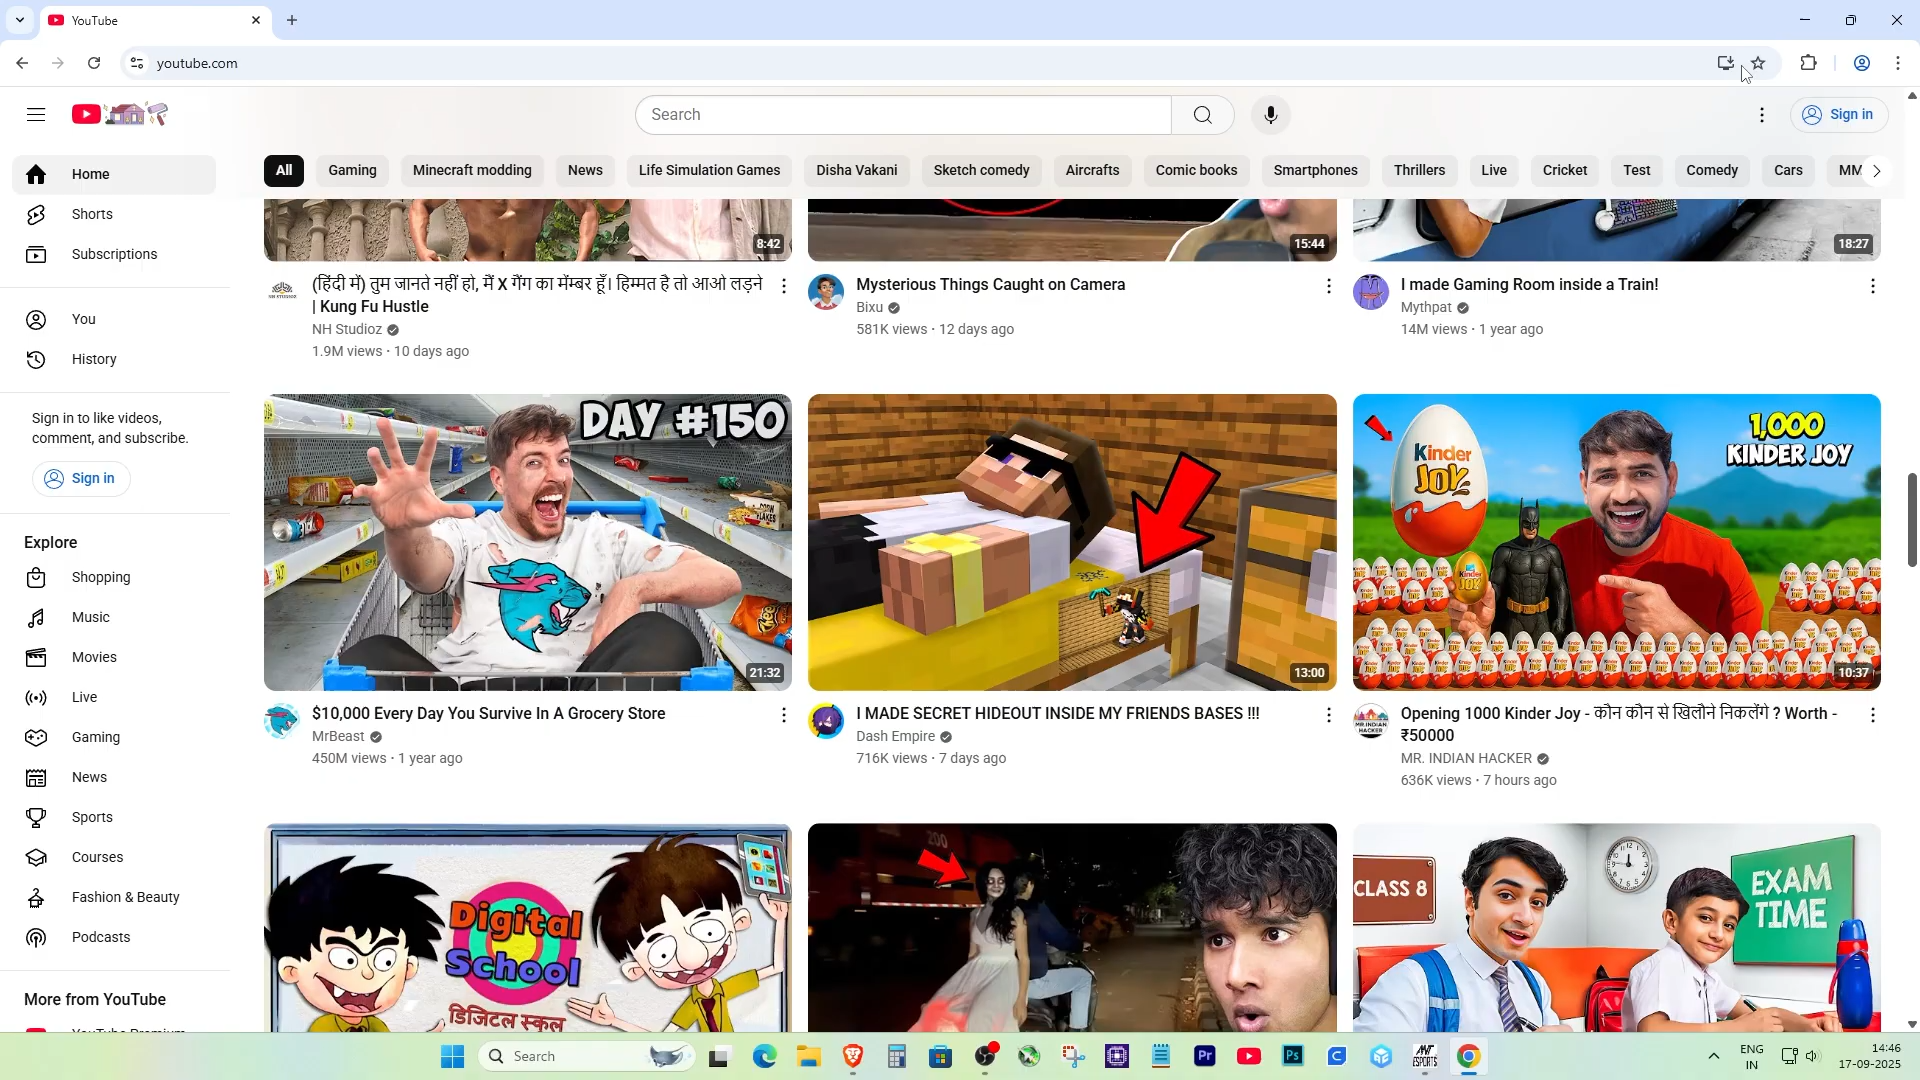 YouTube
youtube.com
Search
Sign in
All
Gaming
Minecraft modding
News
Life Simulation Games
Disha Vakani
Sketch comedy
Aircrafts
Comic books
Smartphones
Thrillers
Live
Cricket
Test
Comedy
Cars
Home
Shorts
Subscriptions
You
History
Sign in to like videos,
comment, and subscribe.
Sign in
Explore
Shopping
Music
Movies
Live
Gaming
News
Sports
Courses
Fashion & Beauty
Podcasts
More from YouTube
8:42
(हिंदी में) तुम जानते नहीं हो, मैं X गैंग का मेंम्बर हूँ। हिम्मत है तो आओ लड़ने
| Kung Fu Hustle
NH Studioz
1.9M views • 10 days ago
15:44
Mysterious Things Caught on Camera
Bixu
581K views • 12 days ago
18:27
I made Gaming Room inside a Train!
Mythpat
14M views • 1 year ago
DAY #150
21:32
$10,000 Every Day You Survive In A Grocery Store
MrBeast
450M views • 1 year ago
13:00
I MADE SECRET HIDEOUT INSIDE MY FRIENDS BASES !!!
Dash Empire
716K views • 7 days ago
1,000
KINDER JOY
Kinder
JOY
10:37
Opening 1000 Kinder Joy - कौन कौन से खिलौने निकलेंगे ? Worth -
₹50000
MR. INDIAN HACKER
636K views • 7 hours ago
Digital
School
डिजिटल स्कूल
200
CLASS 8
EXAM
TIME
Search
ENG
IN
14:46
17-09-2025